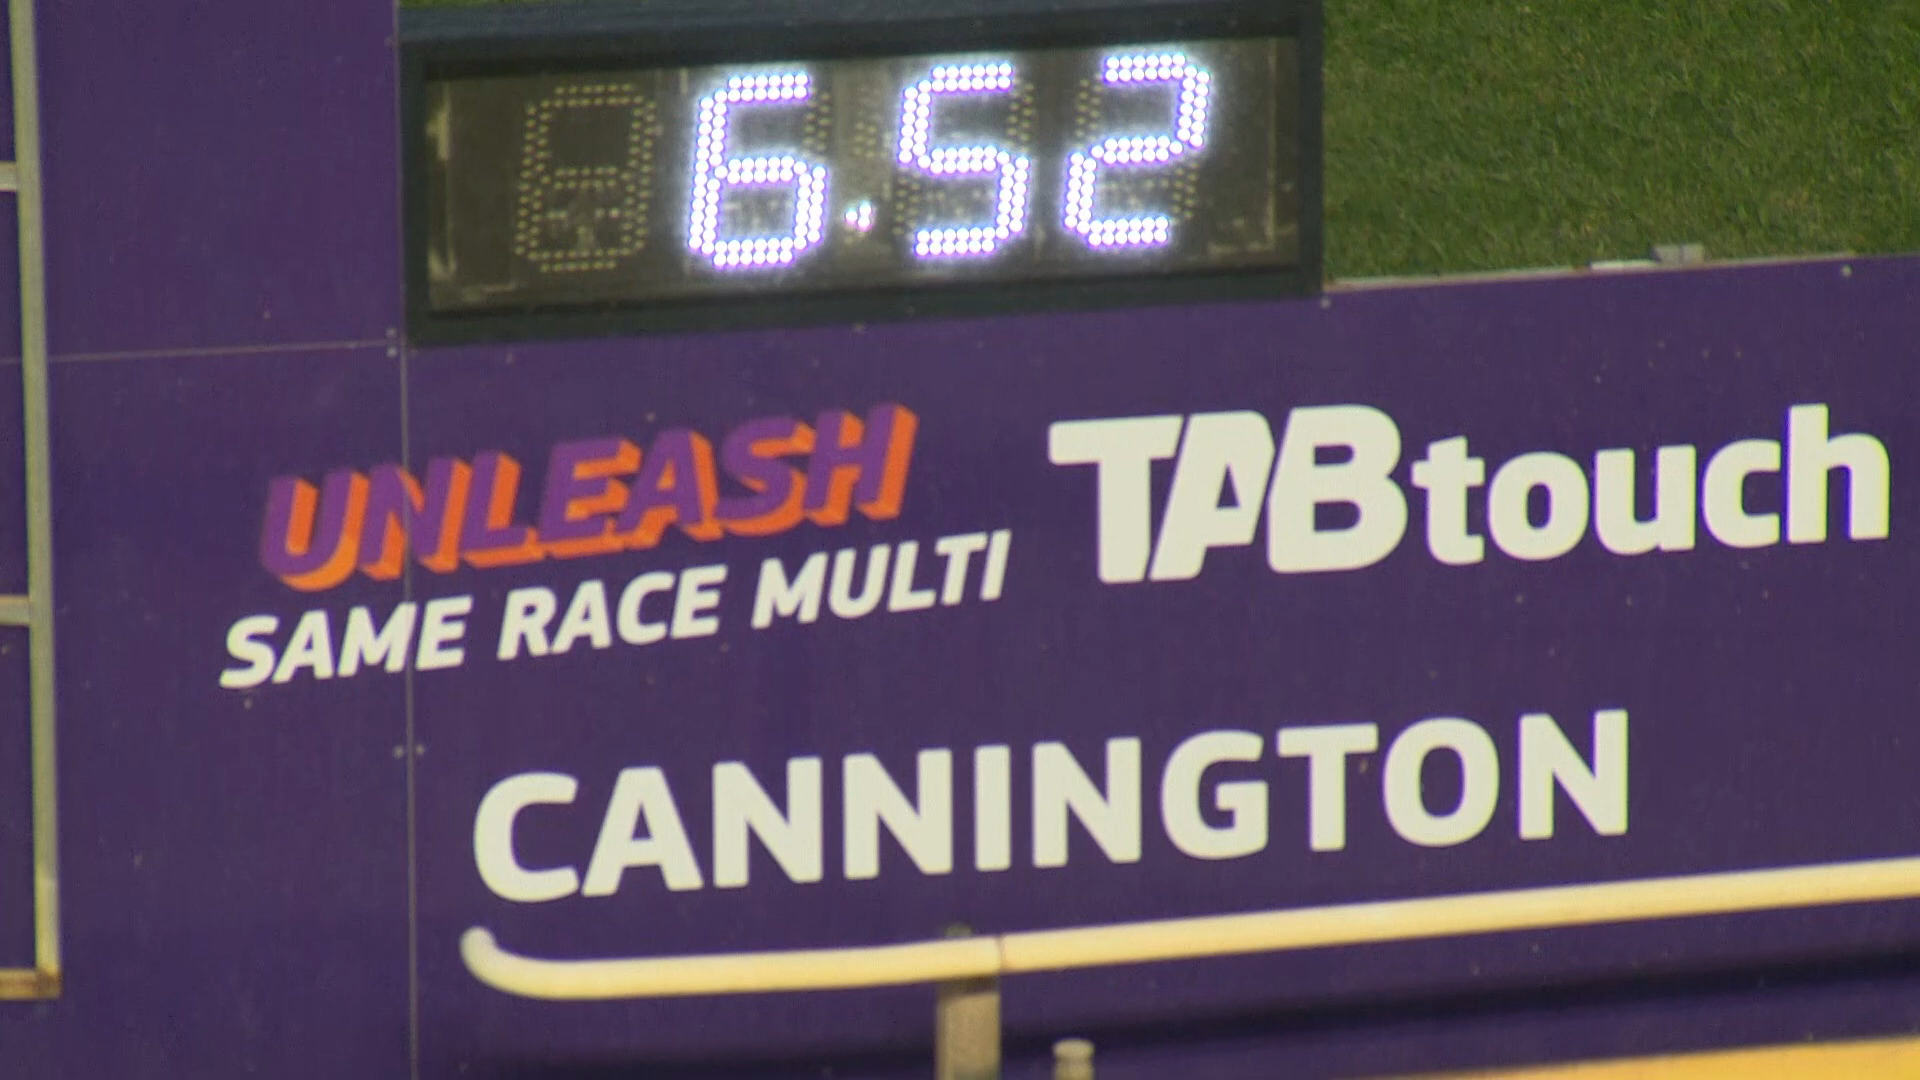 6.52
UNLEASH
SAME RACE MULTI
TABtouch
CANNINGTON